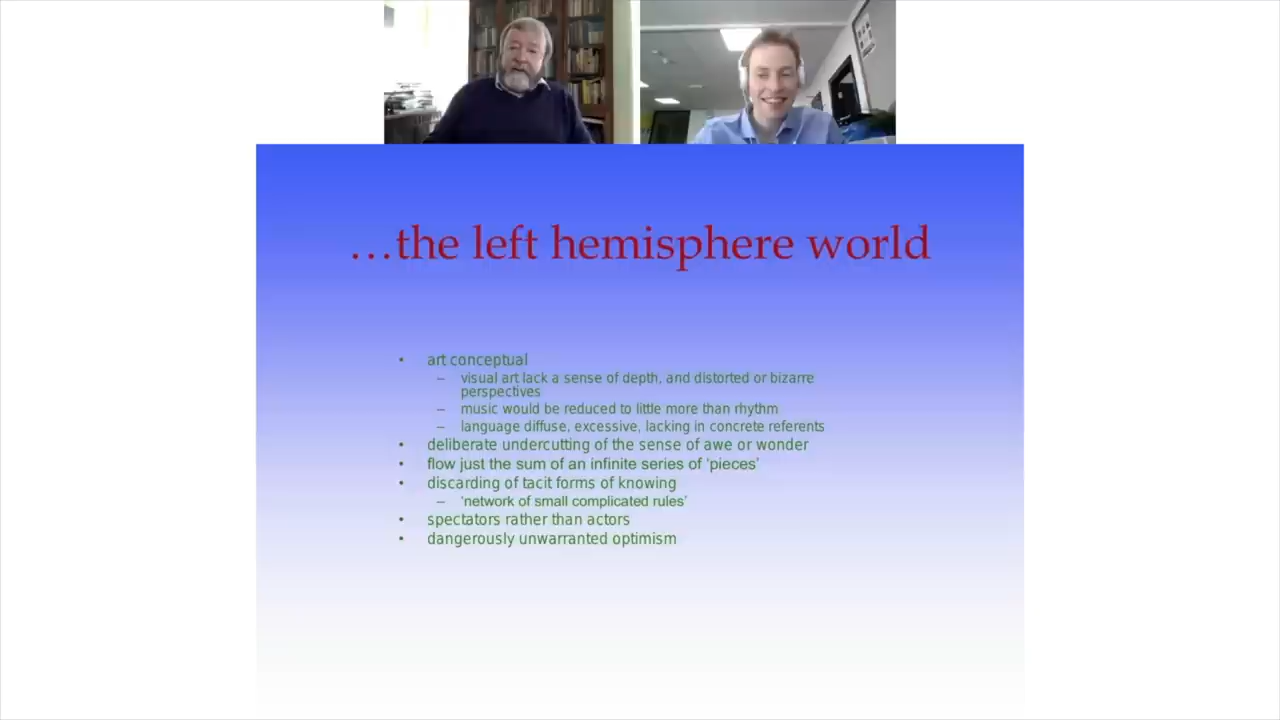 …the left hemisphere world
• art conceptual
– visual art lack a sense of depth, and distorted or bizarre
perspectives
– music would be reduced to little more than rhythm
– language diffuse, excessive, lacking in concrete referents
• deliberate undercutting of the sense of awe or wonder
• flow just the sum of an infinite series of ‘pieces’
• discarding of tacit forms of knowing
– ‘network of small complicated rules’
• spectators rather than actors
• dangerously unwarranted optimism